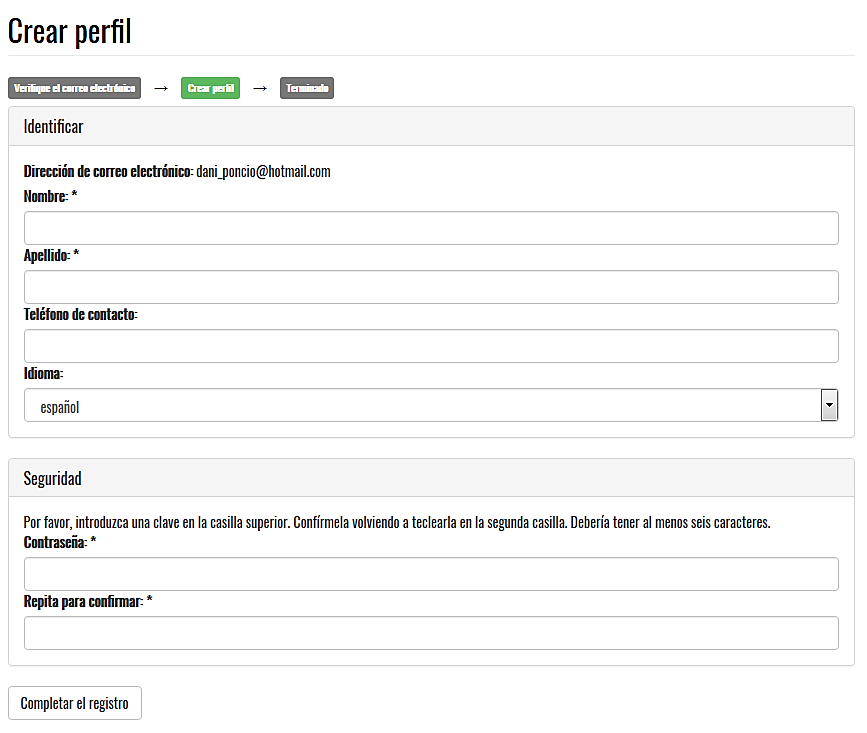 Crear perfil
Verifique el correo electrónico → Crear perfil → Terminado
Identificar
Dirección de correo electrónico: dani_poncio@hotmail.com
Nombre: *
Apellido: *
Teléfono de contacto:
Idioma:
español
Seguridad
Por favor, introduzca una clave en la casilla superior. Confírmela volviendo a teclearla en la segunda casilla. Debería tener al menos seis caracteres.
Contraseña: *
Repita para confirmar: *
Completar el registro